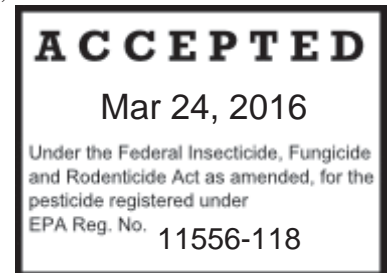 ACCEPTED
Mar 24, 2016
Under the Federal Insecticide, Fungicide
and Rodenticide Act as amended, for the
pesticide registered under
EPA Reg. No. 11556-118